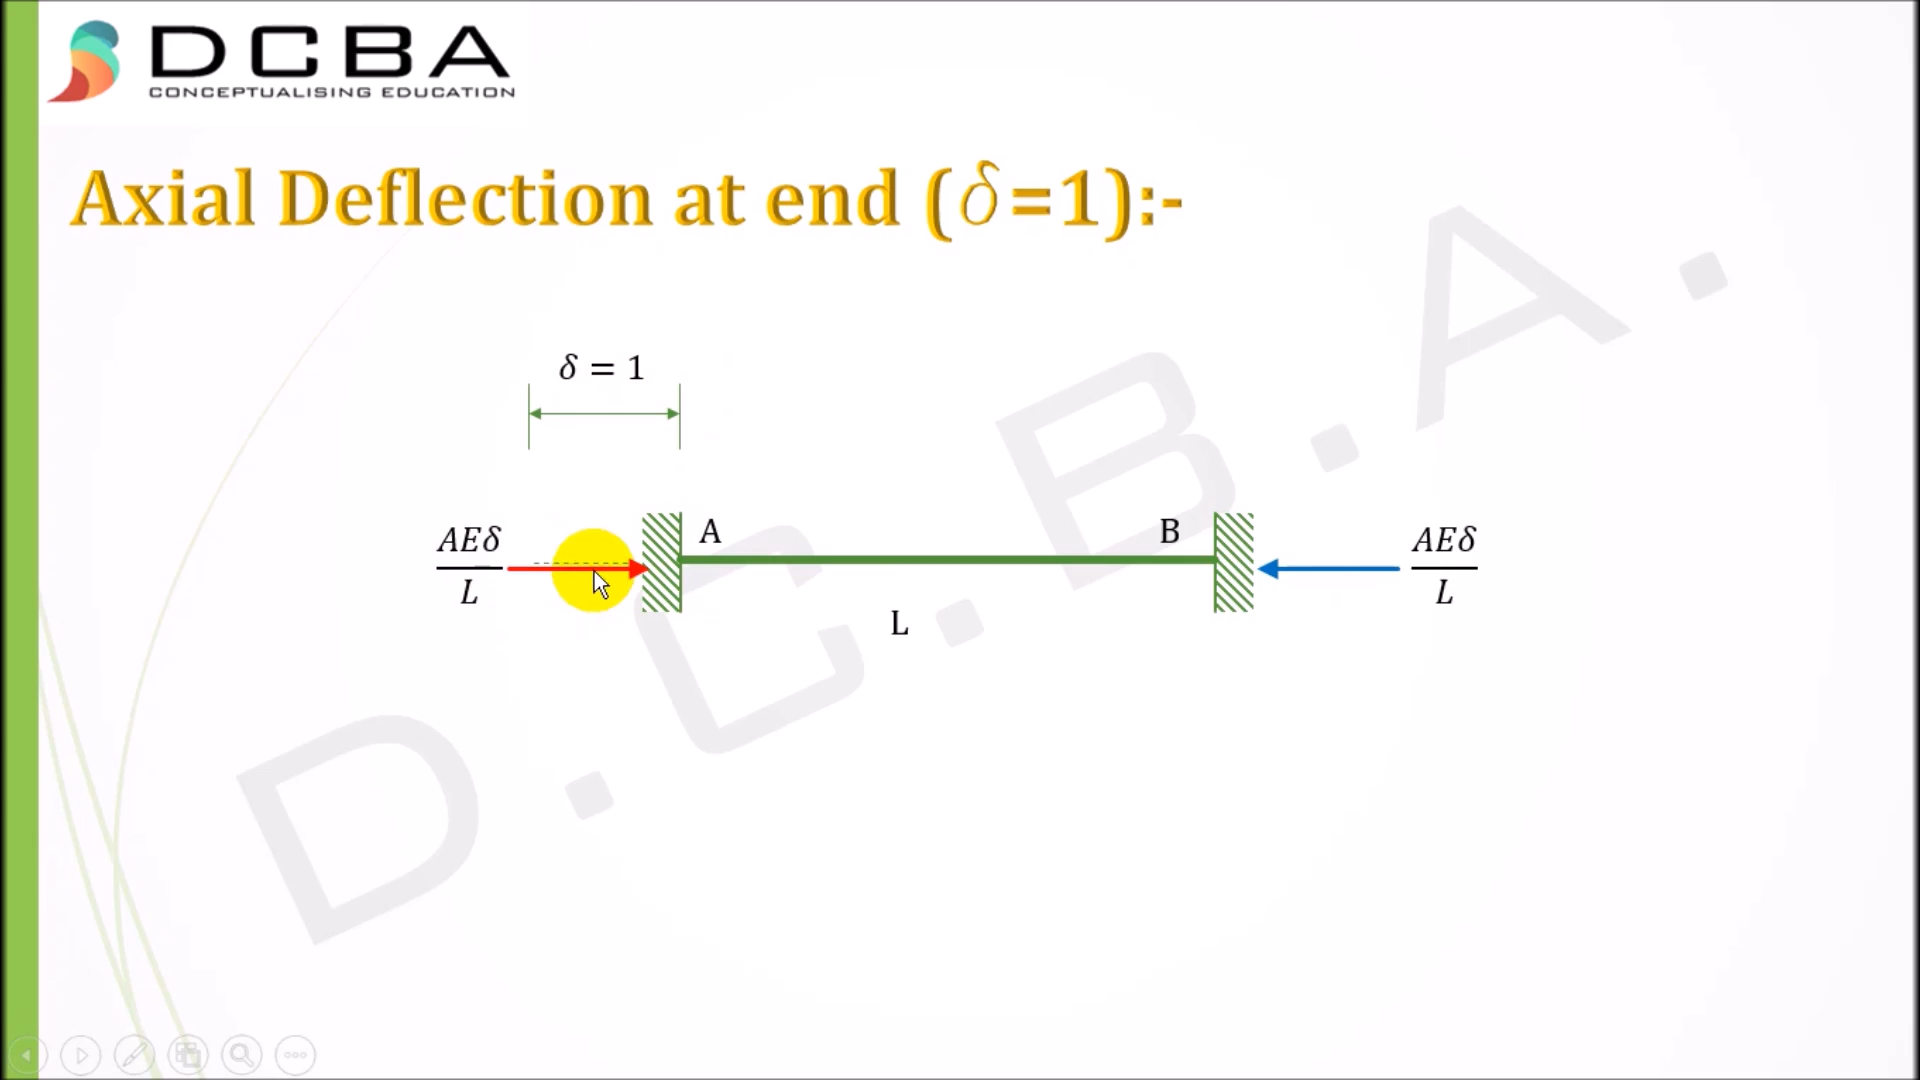 DCBA
CONCEPTUALISING EDUCATION
Axial Deflection at end (δ=1):-
δ = 1
A
B
AEδ
L
AEδ
L
L
D.C.B.A.